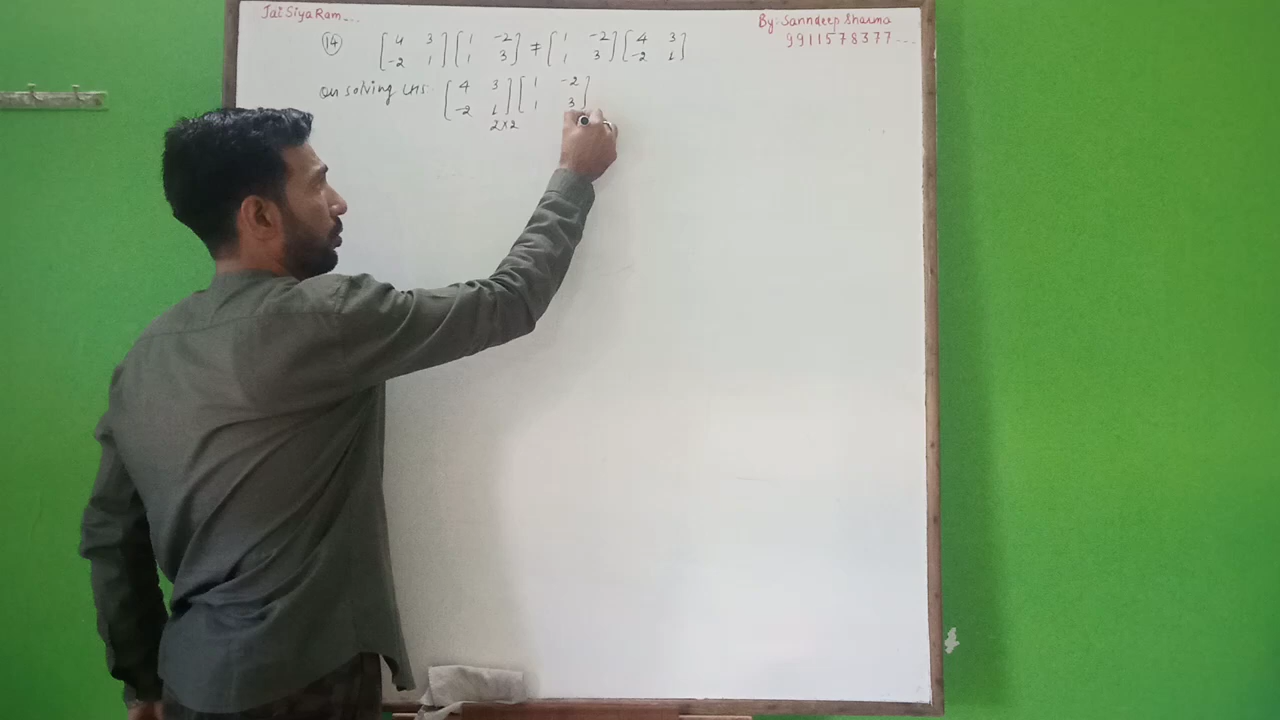 Jai Siya Ram...
By: Sanndeep Sharma
9911578377....
(14) [4 3 -2 1] [1 -2 1 3] ≠ [1 -2 1 3] [4 3 -2 1]
On solving LHS: [4 3 -2 1] [1 -2 1 3]
2×2